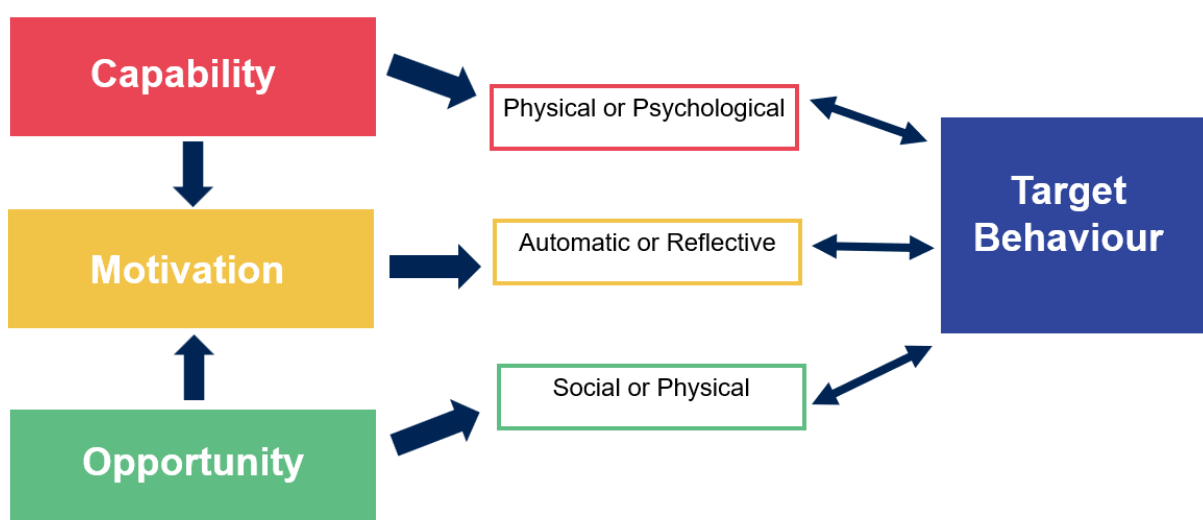 Capability
Physical or Psychological
Motivation
Automatic or Reflective
Opportunity
Social or Physical
Target
Behaviour